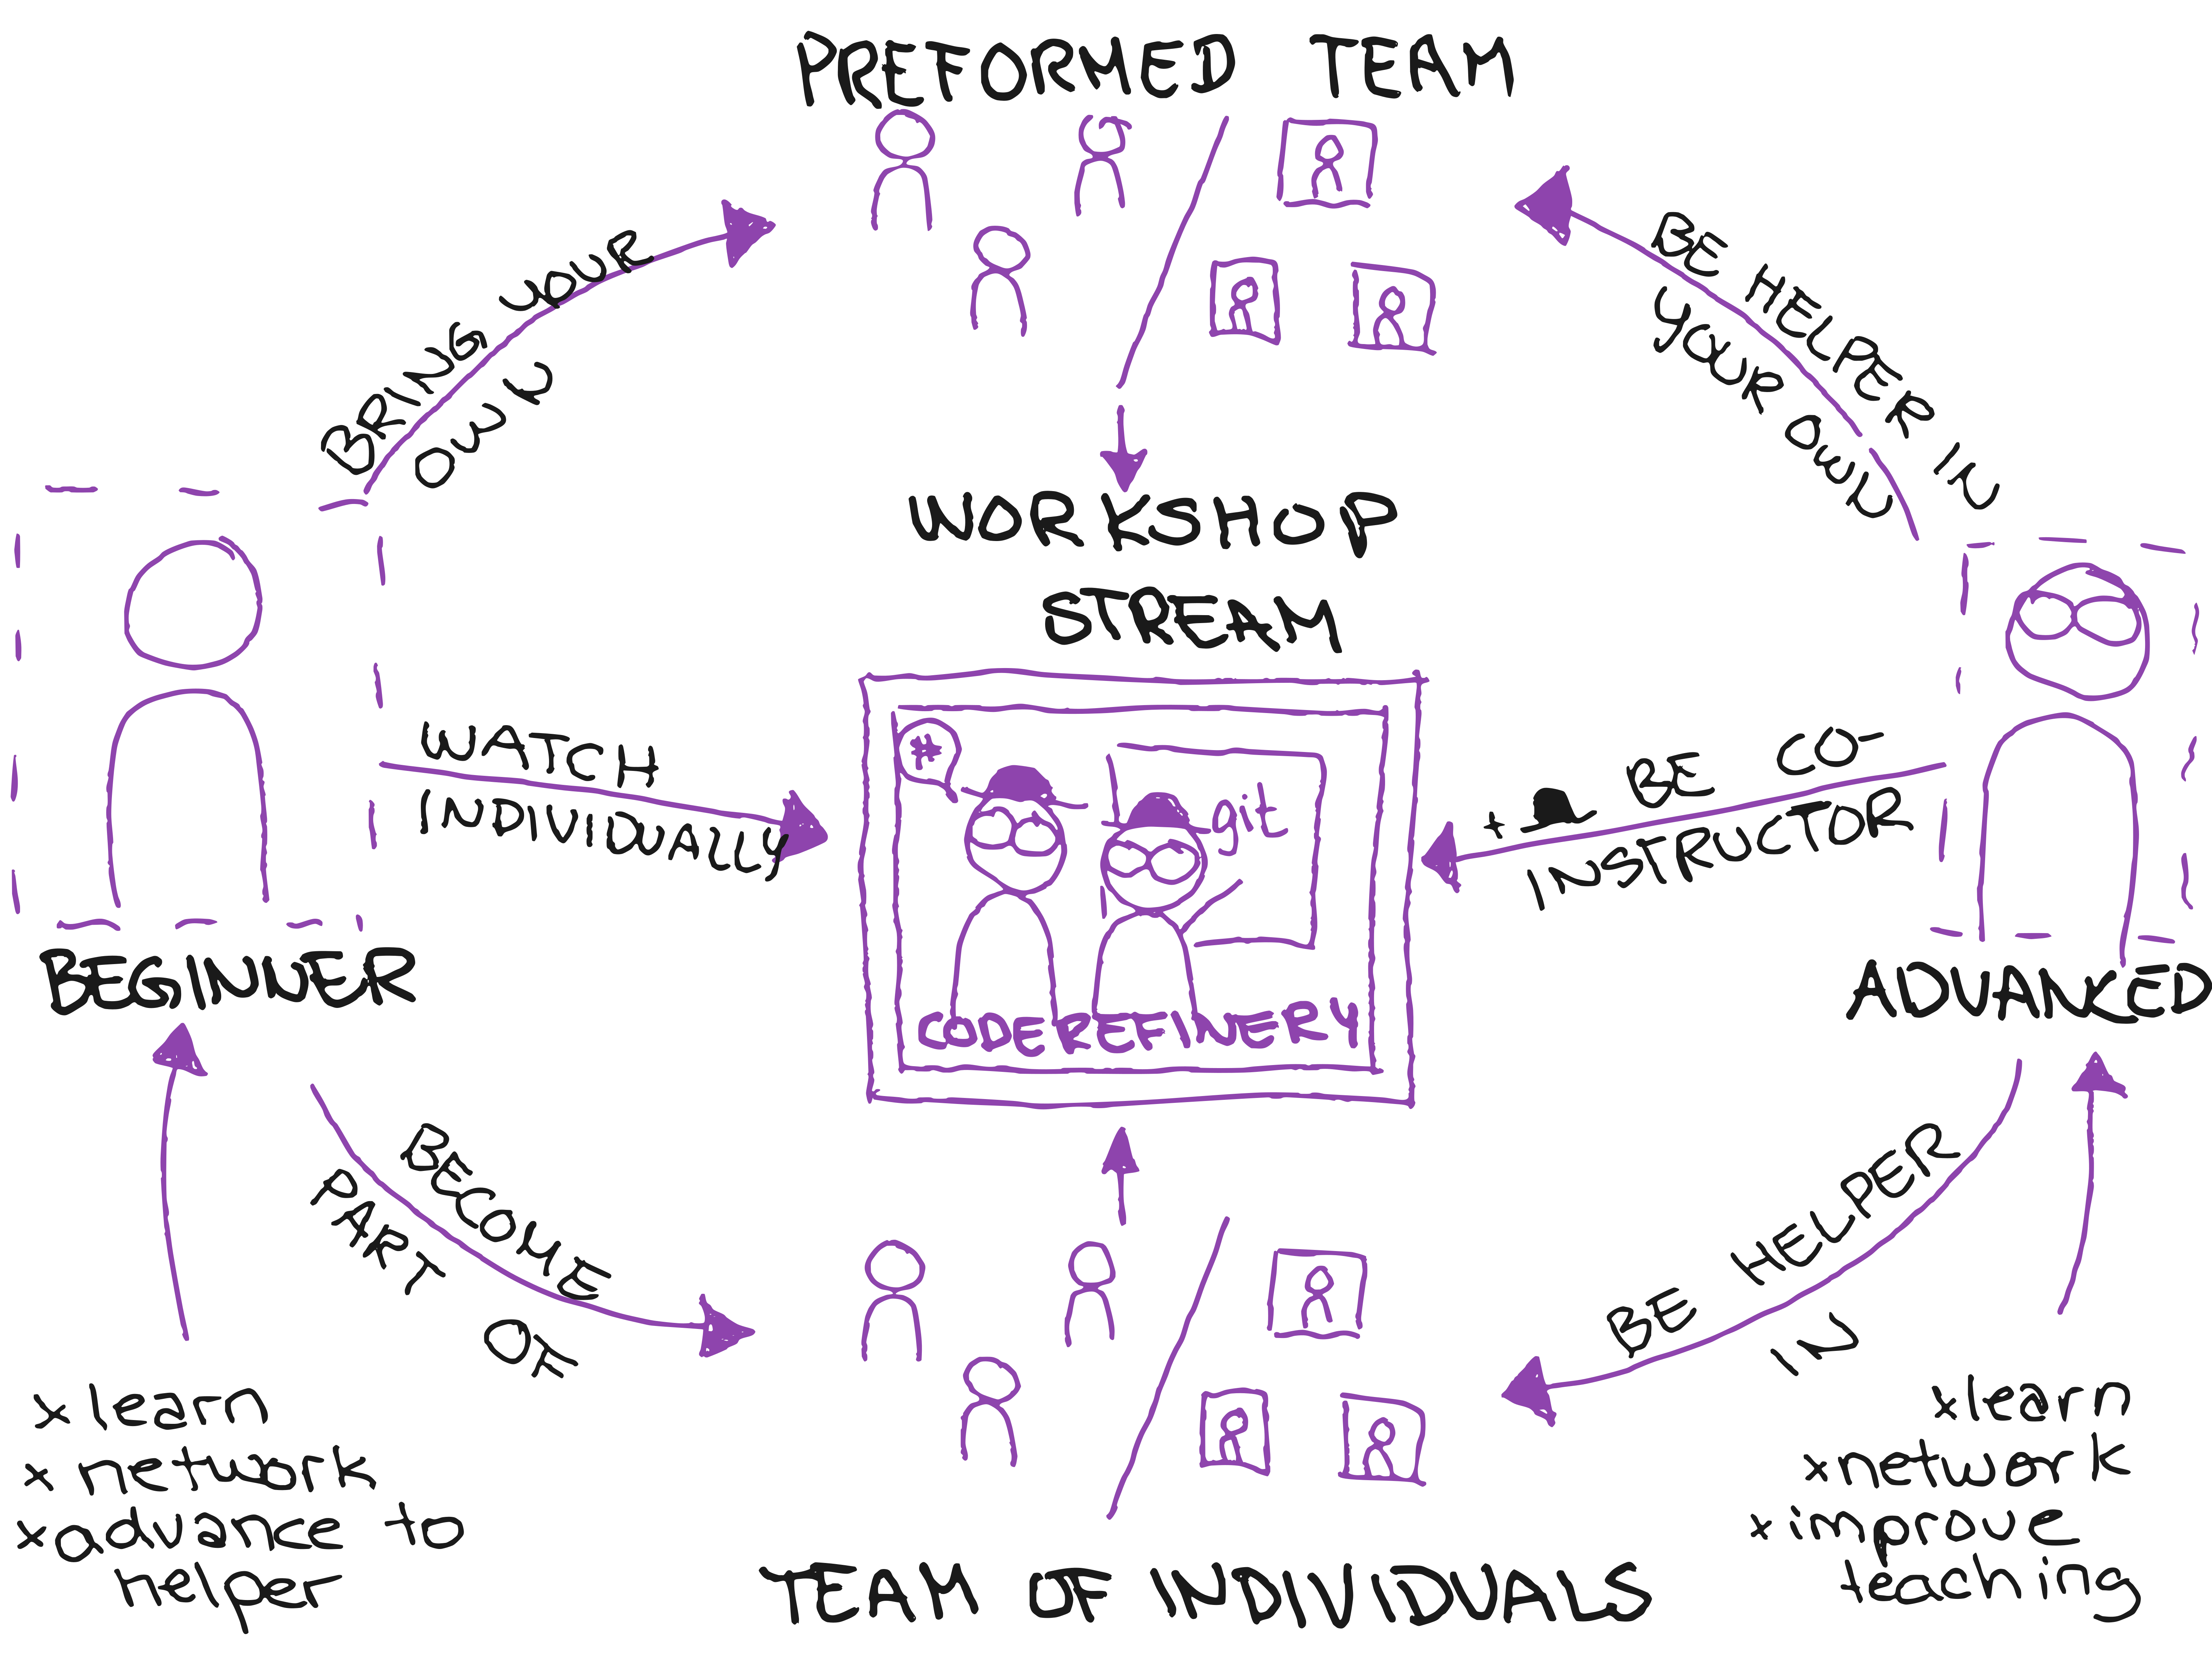 PREFORMED TEAM
BRING YOUR
OWN
BE HELPER IN
YOUR OWN
WORKSHOP
STREAM
WATCH
INDIVIDUALLY
#
git
CODEREFINERY
+ BE CO-
INSTRUCTOR
BEGINNER
ADVANCED
BECOME
PART OF
BE HELPER
IN
x learn
x network
x advance to
helper
x learn
x network
x improve
teaching
TEAM OF INDIVIDUALS